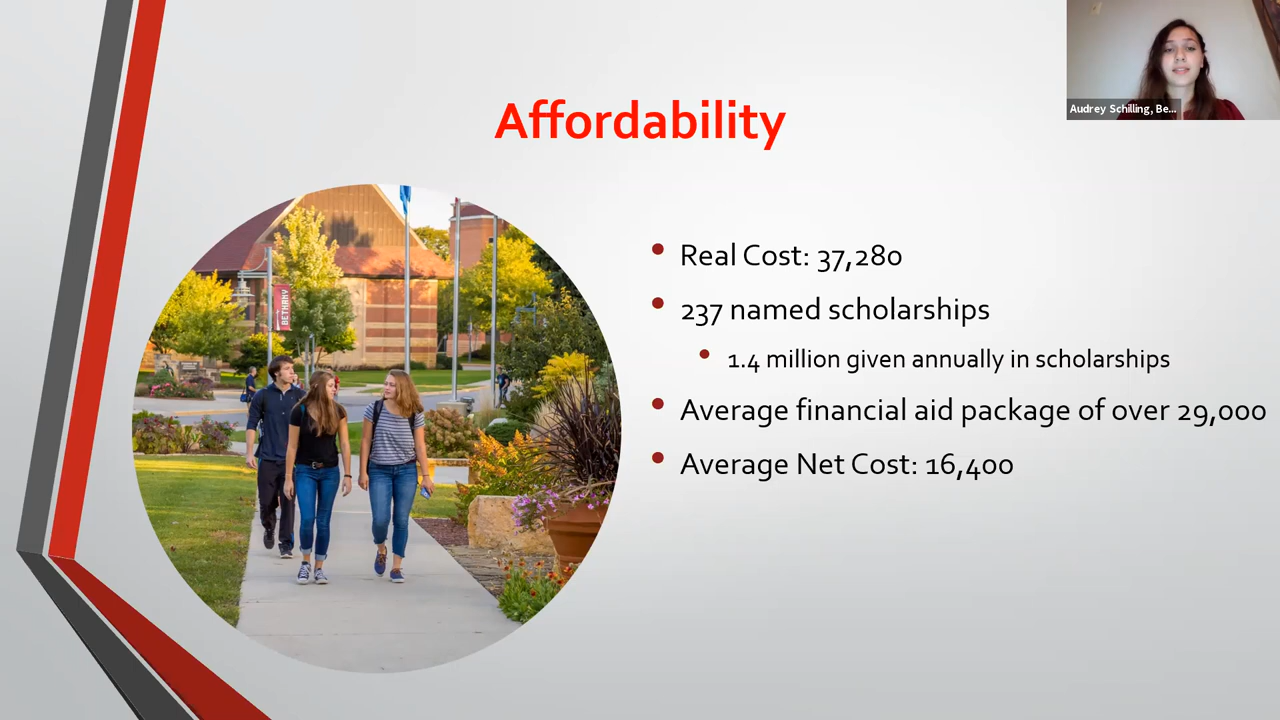 Audrey Schilling, Be...
Affordability
Real Cost: 37,280
237 named scholarships
1.4 million given annually in scholarships
Average financial aid package of over 29,000
Average Net Cost: 16,400
BETHANY